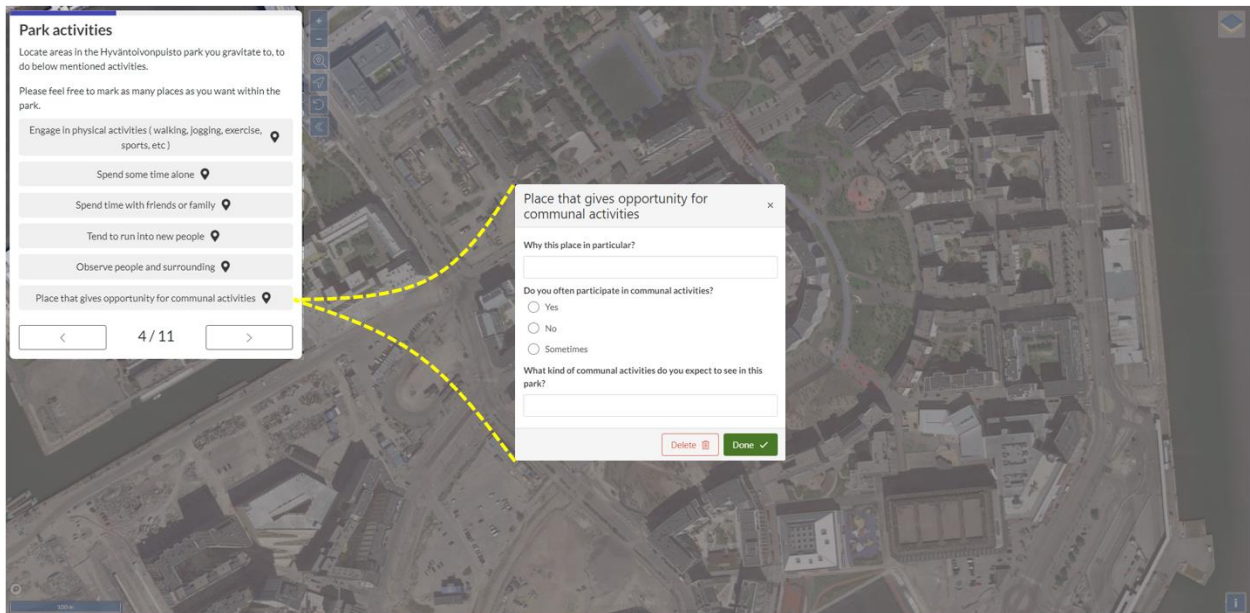 Park activities
Locate areas in the Hyväntoivonpuisto park you gravitate to, to
do below mentioned activities.
Please feel free to mark as many places as you want within the
park.
Engage in physical activities ( walking, jogging, exercise,
sports, etc )
Spend some time alone
Spend time with friends or family
Tend to run into new people
Observe people and surrounding
Place that gives opportunity for communal activities
4 / 11
Place that gives opportunity for
communal activities
Why this place in particular?
Do you often participate in communal activities?
Yes
No
Sometimes
What kind of communal activities do you expect to see in this
park?
Delete
Done
100 m